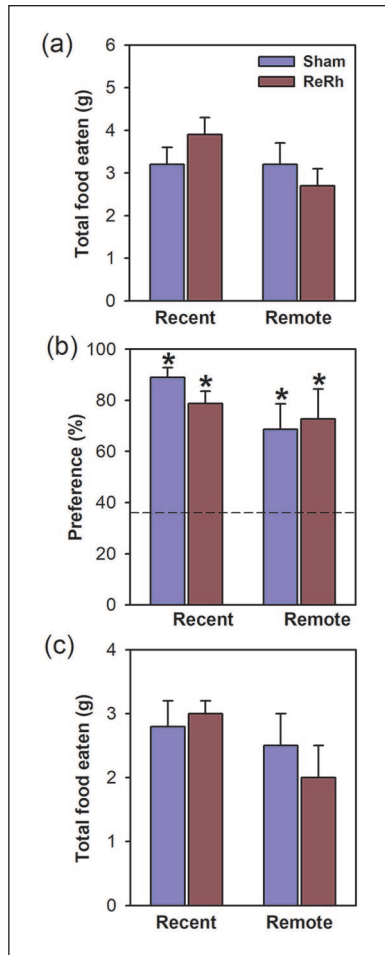 (a)
Total food eaten (g)
6
5
4
3
2
1
0
Sham
ReRh
Recent Remote
(b)
Preference (%)
100
80
60
40
20
0
* * * *
Recent Remote
(c)
Total food eaten (g)
4
3
2
1
0
Recent Remote